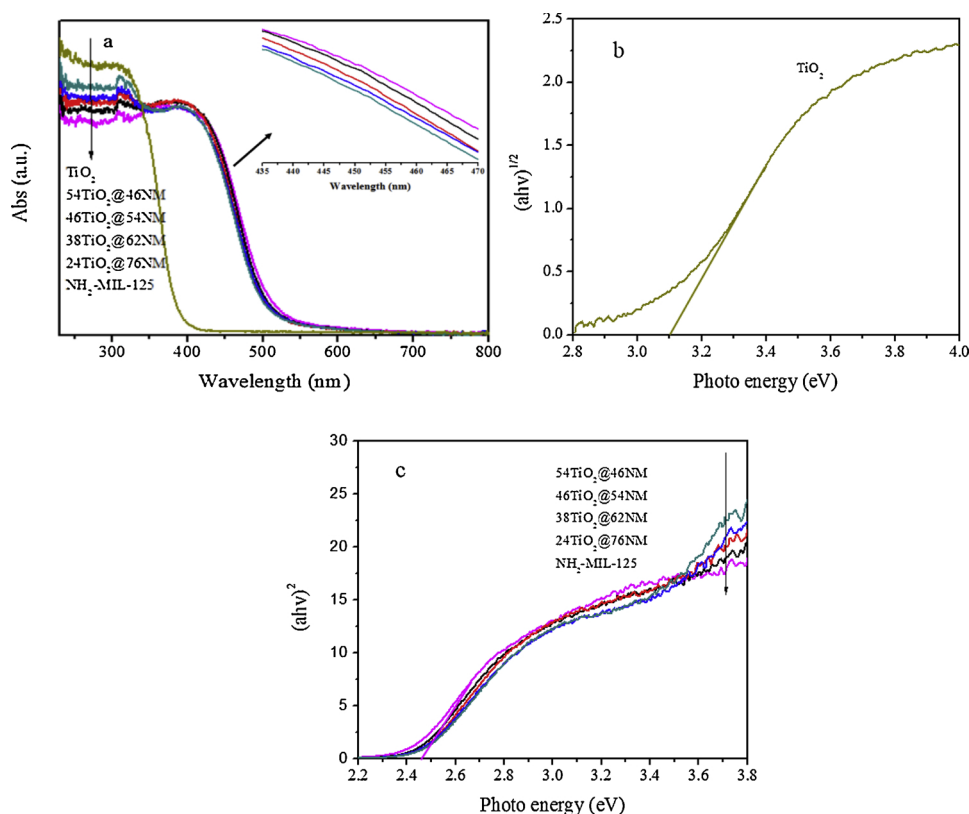 a
Abs (a.u.)
TiO2
54TiO2@46NM
46TiO2@54NM
38TiO2@62NM
24TiO2@76NM
NH2-MIL-125
435 440 445 450 455 460 465 470
Wavelength (nm)
300 400 500 600 700 800
Wavelength (nm)
b
TiO2
(ahv)1/2
2.5
2.0
1.5
1.0
0.5
0.0
2.8 3.0 3.2 3.4 3.6 3.8 4.0
Photo energy (eV)
c
54TiO2@46NM
46TiO2@54NM
38TiO2@62NM
24TiO2@76NM
NH2-MIL-125
(ahv)2
30
25
20
15
10
5
0
2.2 2.4 2.6 2.8 3.0 3.2 3.4 3.6 3.8
Photo energy (eV)